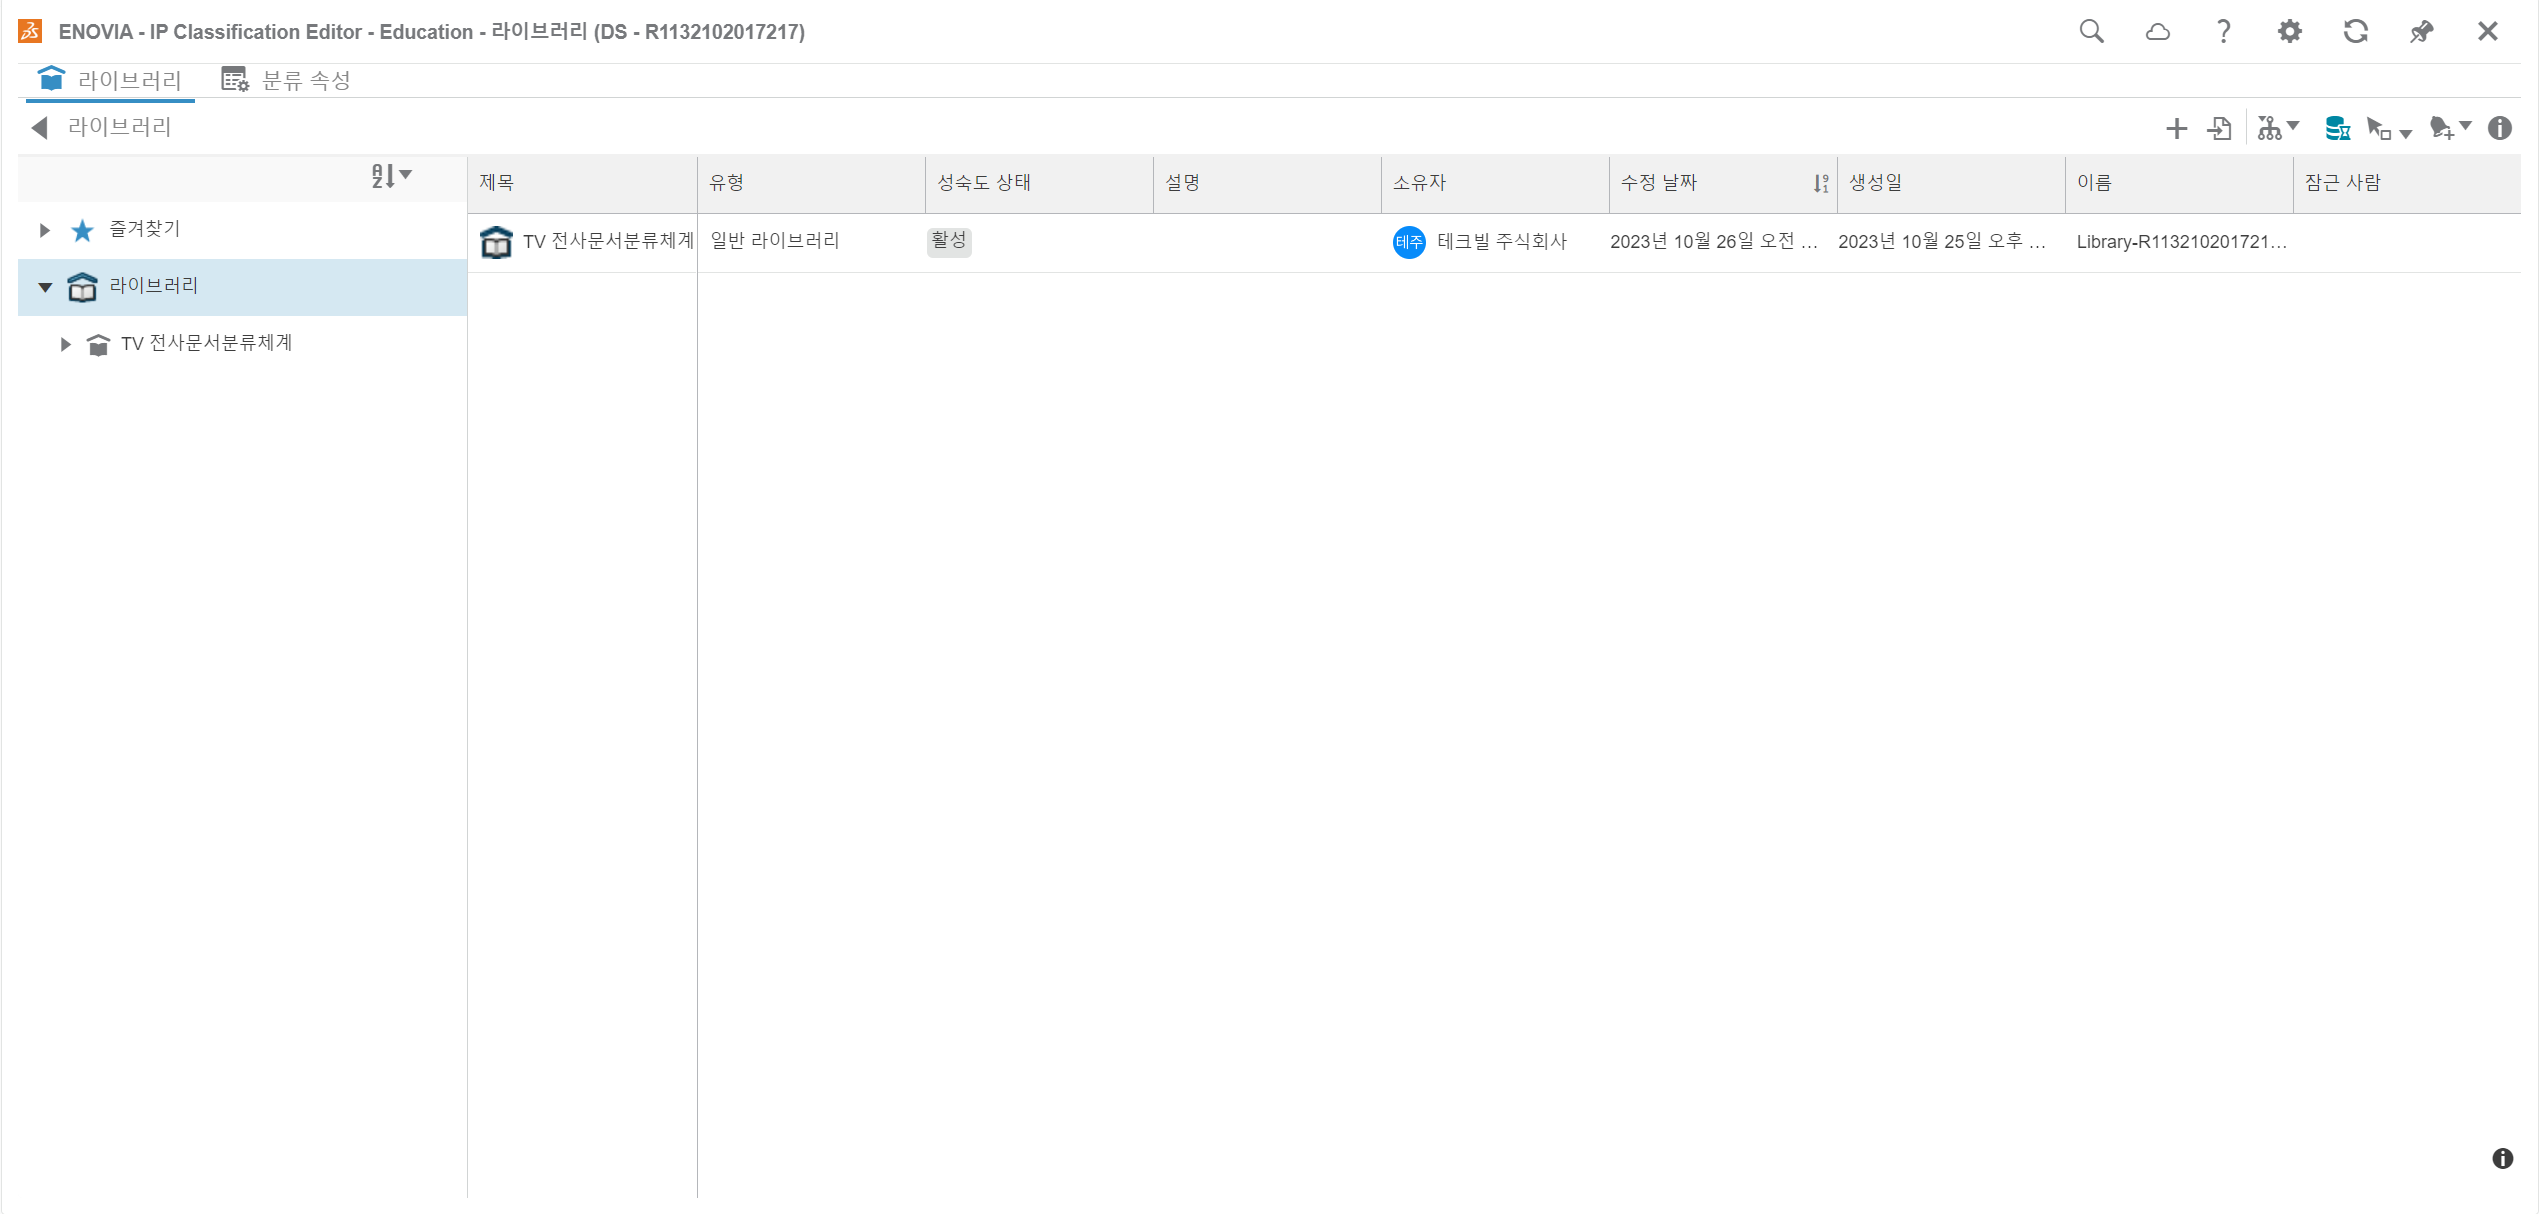 ENOVIA - IP Classification Editor - Education - 라이브러리 (DS - R1132102017217)
라이브러리 분류 속성
라이브러리
제목 유형 성숙도 상태 설명 소유자 수정 날짜 생성일 이름 잠근 사람
즐겨찾기
TV 전사문서분류체계 일반 라이브러리 활성 테주 테크빌 주식회사 2023년 10월 26일 오전 ... 2023년 10월 25일 오후 ... Library-R113210201721...
라이브러리
TV 전사문서분류체계